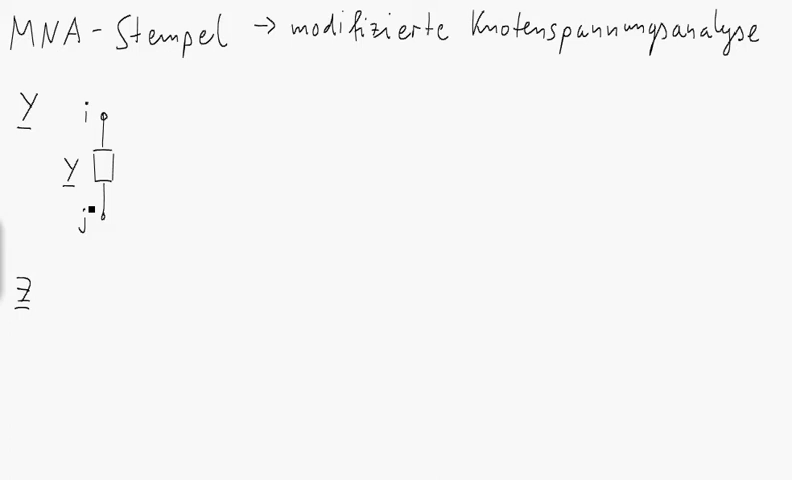 MNA-Stempel → modifizierte Knotenspannungsanalyse
Y i
Y
j
Z